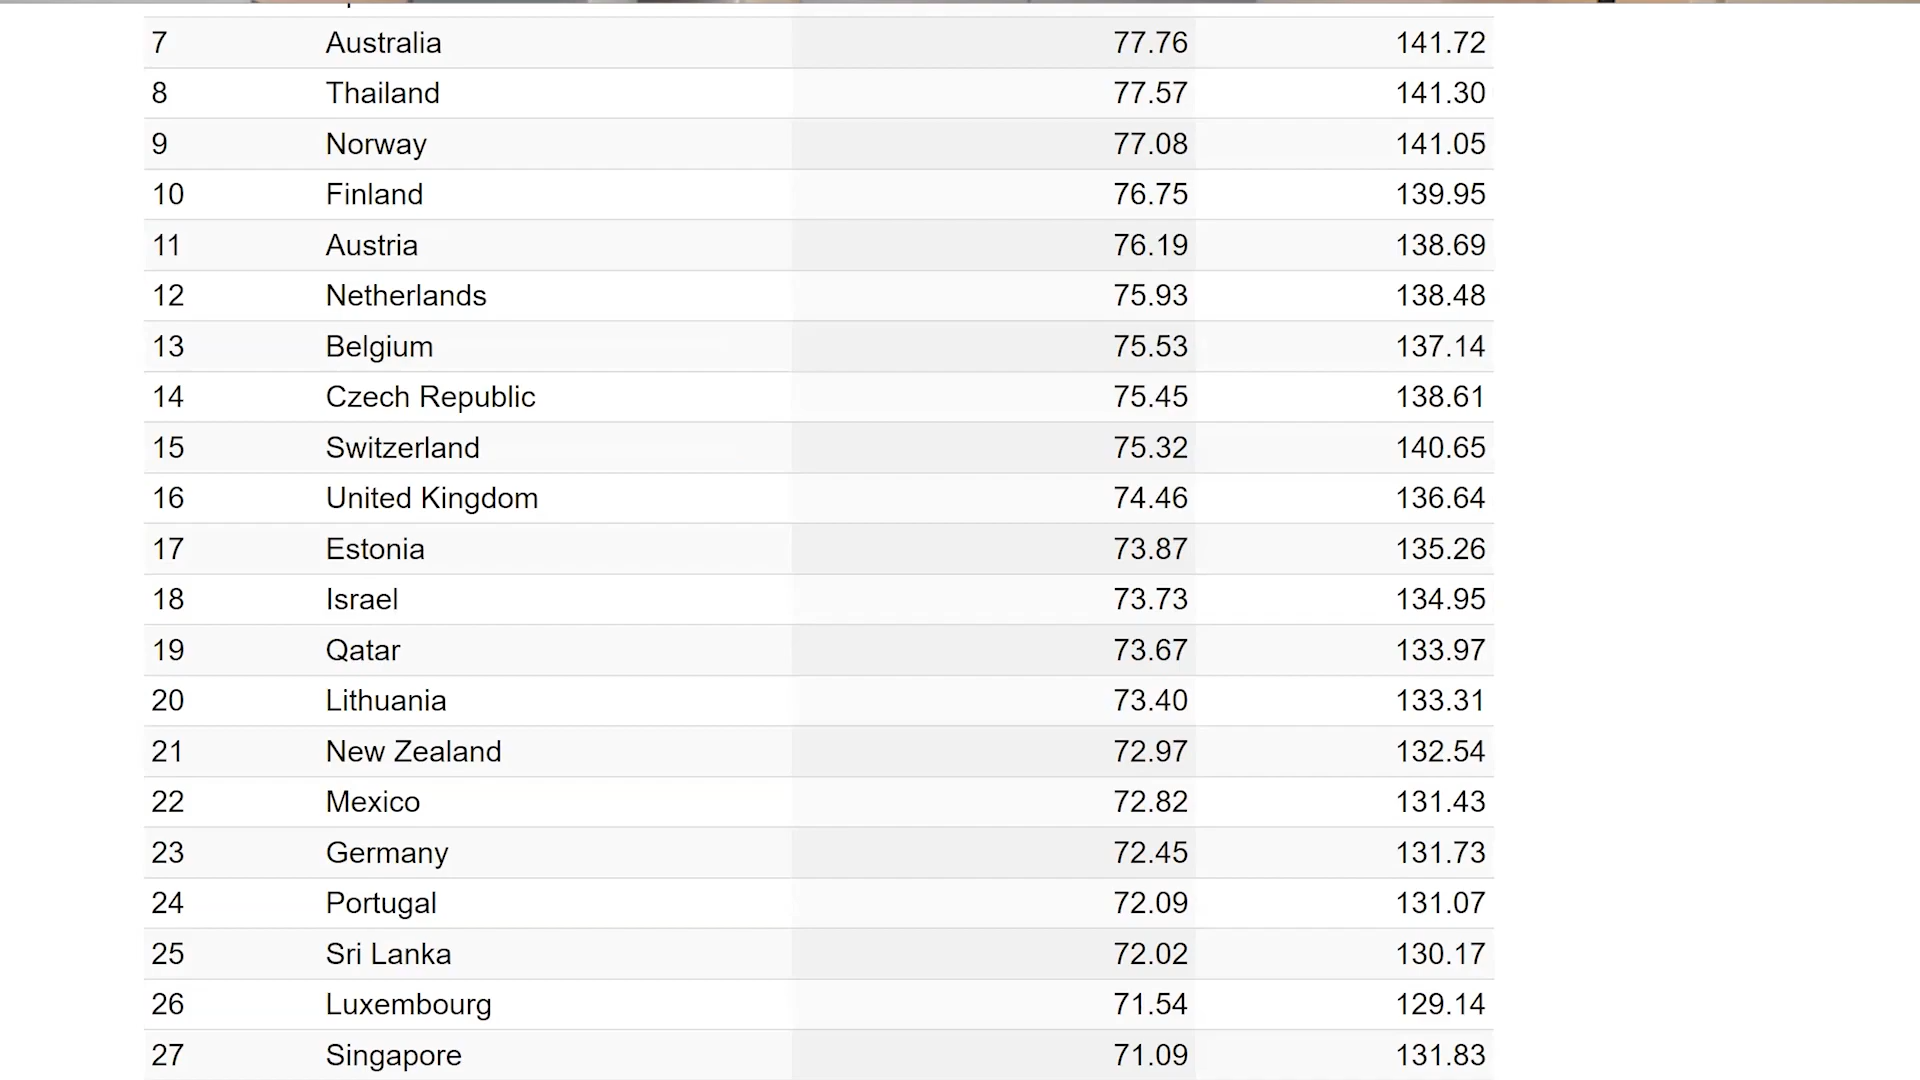 7 Australia 77.76 141.72
8 Thailand 77.57 141.30
9 Norway 77.08 141.05
10 Finland 76.75 139.95
11 Austria 76.19 138.69
12 Netherlands 75.93 138.48
13 Belgium 75.53 137.14
14 Czech Republic 75.45 138.61
15 Switzerland 75.32 140.65
16 United Kingdom 74.46 136.64
17 Estonia 73.87 135.26
18 Israel 73.73 134.95
19 Qatar 73.67 133.97
20 Lithuania 73.40 133.31
21 New Zealand 72.97 132.54
22 Mexico 72.82 131.43
23 Germany 72.45 131.73
24 Portugal 72.09 131.07
25 Sri Lanka 72.02 130.17
26 Luxembourg 71.54 129.14
27 Singapore 71.09 131.83